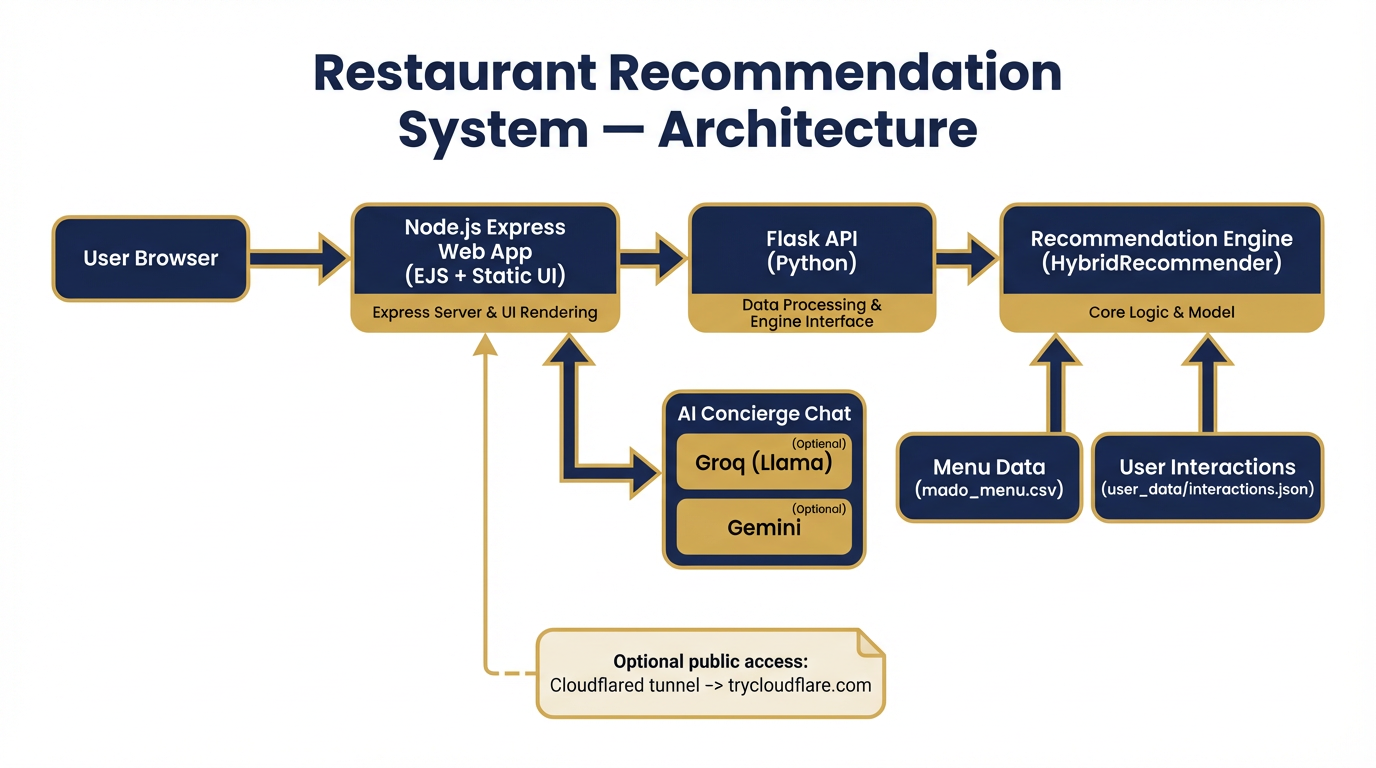 Restaurant Recommendation
System — Architecture
User Browser
Node.js Express
Web App
(EJS + Static UI)
Express Server & UI Rendering
Flask API
(Python)
Data Processing &
Engine Interface
Recommendation Engine
(HybridRecommender)
Core Logic & Model
AI Concierge Chat
(Optional)
Groq (Llama)
(Optional)
Gemini
Menu Data
(mado_menu.csv)
User Interactions
(user_data/interactions.json)
Optional public access:
Cloudflared tunnel –> trycloudflare.com